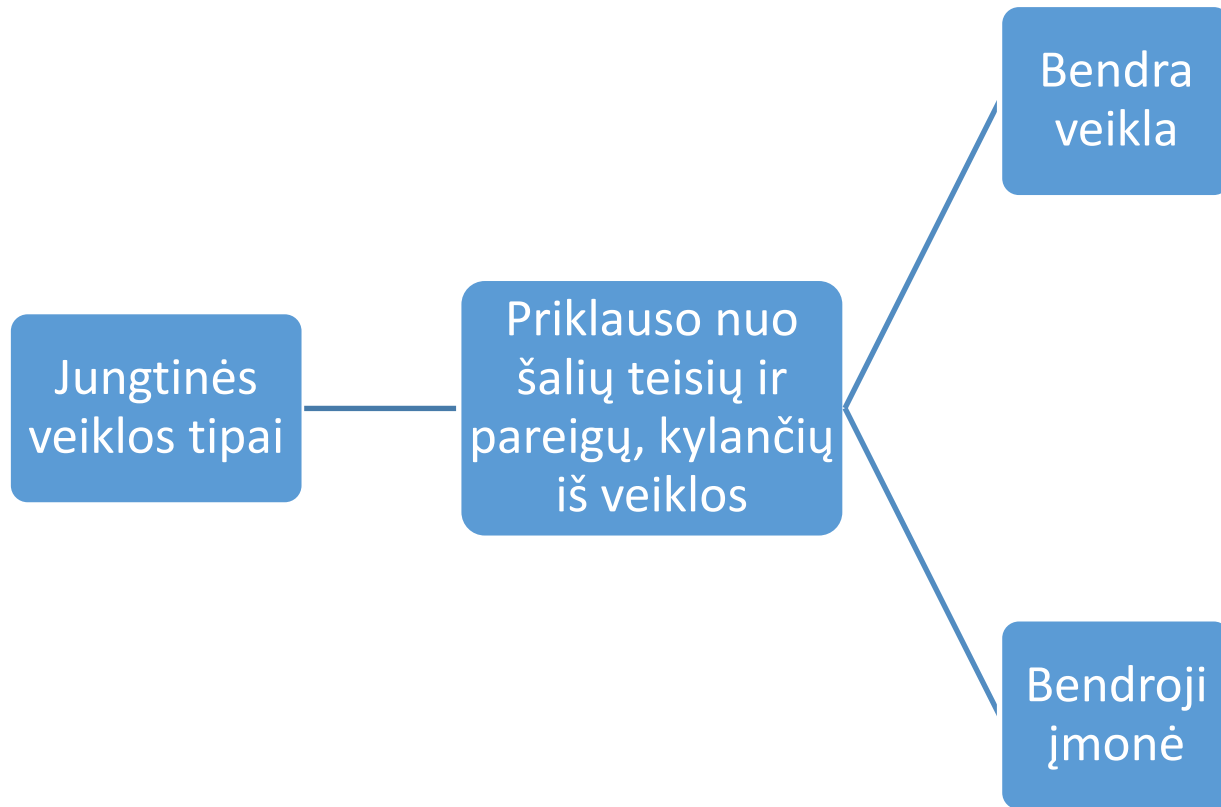 Jungtinės
veiklos tipai
Priklauso nuo
šalių teisių ir
pareigų, kylančių
iš veiklos
Bendra
veikla
Bendroji
įmonė